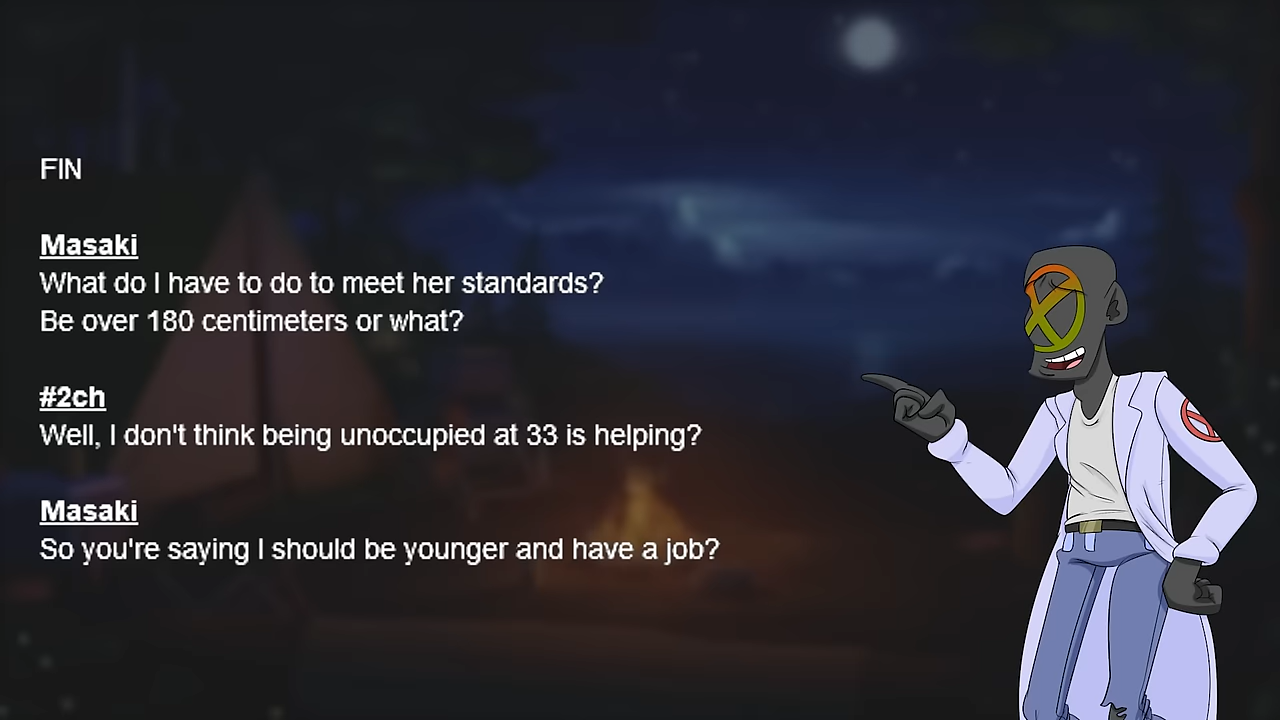 FIN
Masaki
What do I have to do to meet her standards?
Be over 180 centimeters or what?
#2ch
Well, I don't think being unoccupied at 33 is helping?
Masaki
So you're saying I should be younger and have a job?